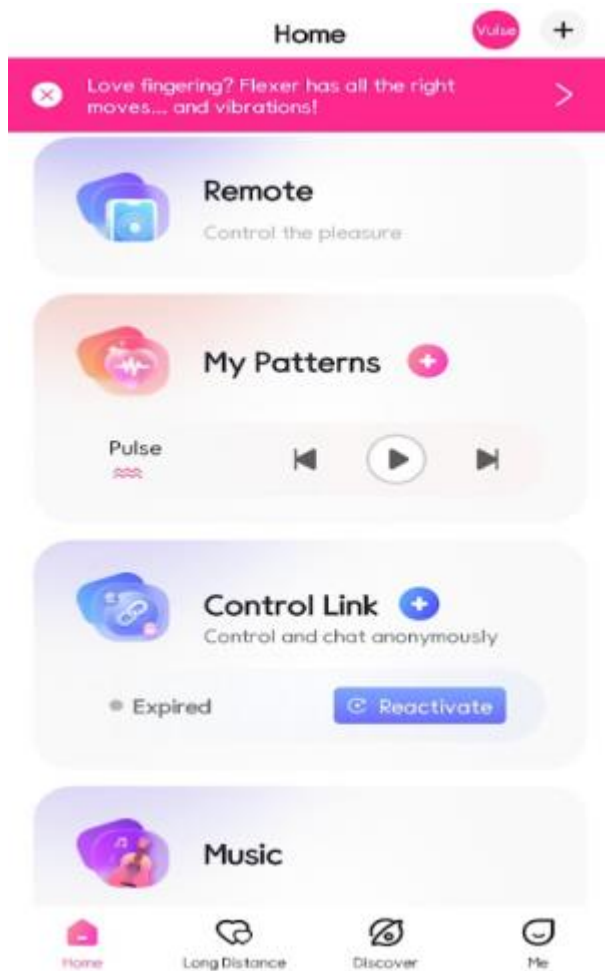 Home
Vulse
Love fingering? Flexer has all the right
moves... and vibrations!
Remote
Control the pleasure
My Patterns
Pulse
Control Link
Control and chat anonymously
Expired
Reactivate
Music
Home
Long Distance
Discover
Me